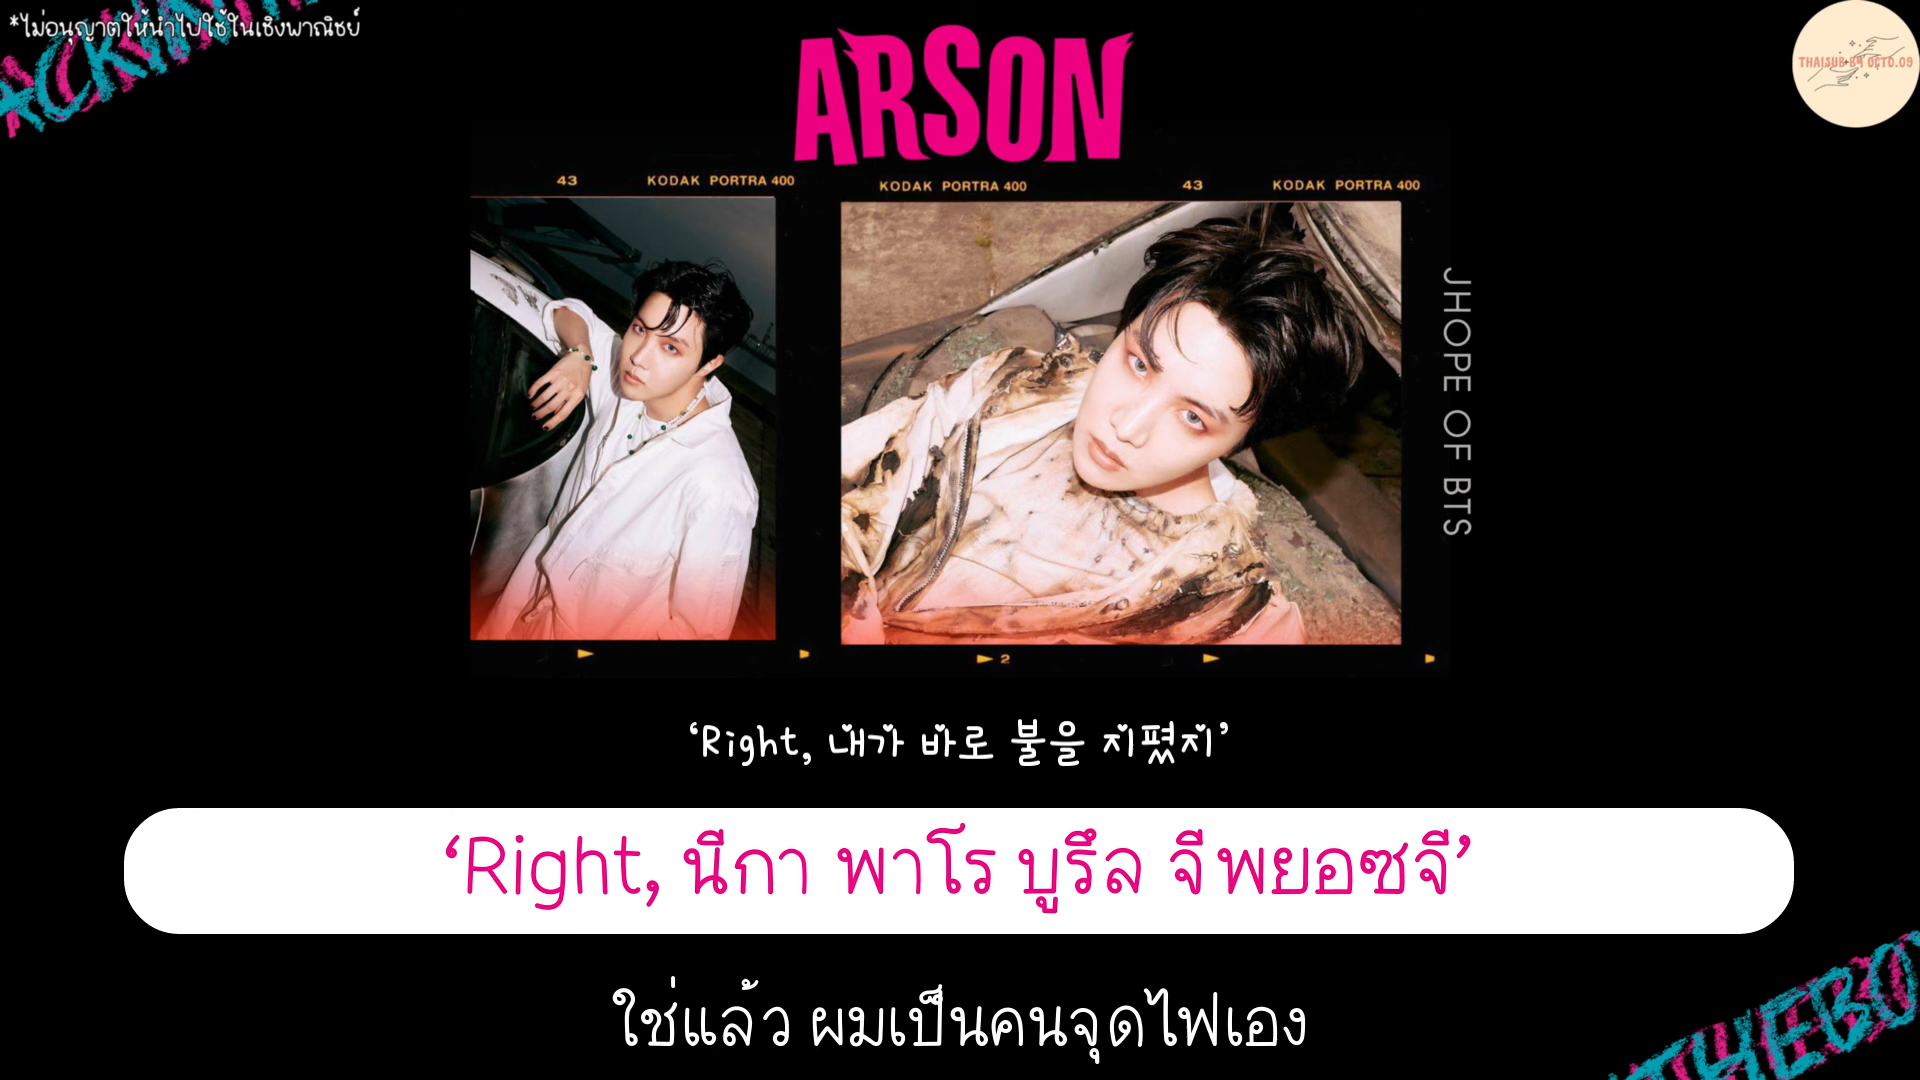 *ไม่อนุญาตให้นำไปใช้ในเชิงพาณิชย์
ARSON
THAISUB BY OCTO.09
43 KODAK PORTRA 400
KODAK PORTRA 400 43 KODAK PORTRA 400
JHOPE OF BTS
2
‘Right, 내가 바로 불을 지폈지’
‘Right, นีกา พาโร บูรึล จีพยอซจี’
ใช่แล้ว ผมเป็นคนจุดไฟเอง